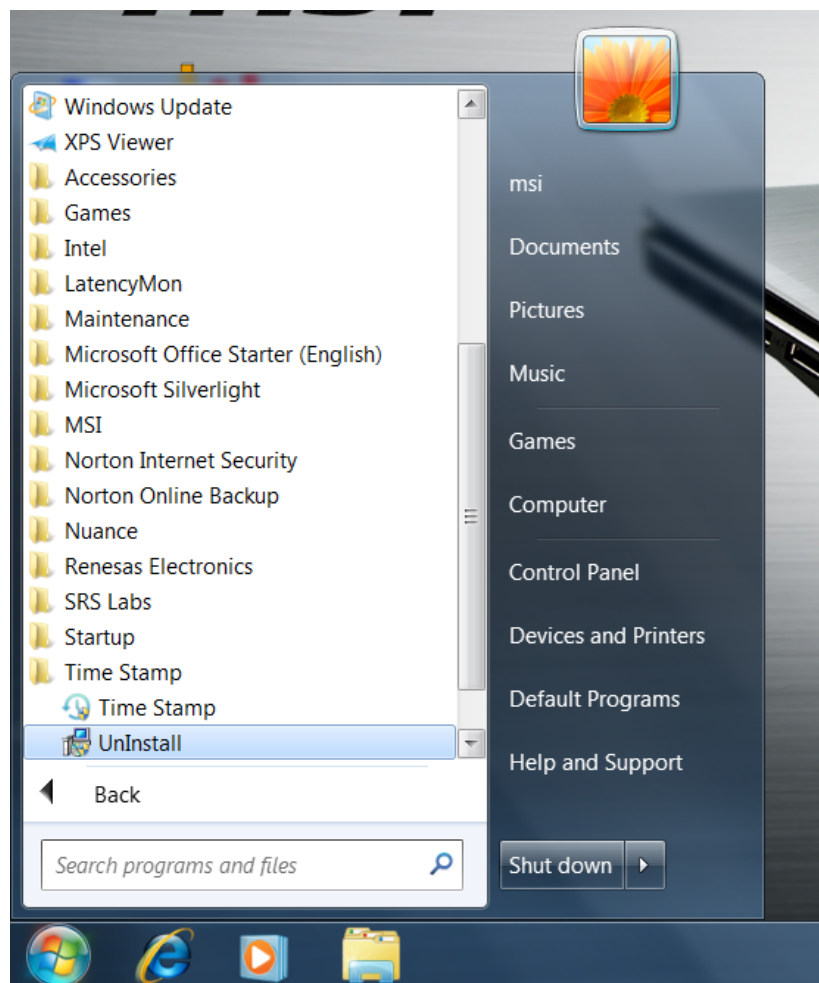 Windows Update
XPS Viewer
Accessories
Games
Intel
LatencyMon
Maintenance
Microsoft Office Starter (English)
Microsoft Silverlight
MSI
Norton Internet Security
Norton Online Backup
Nuance
Renesas Electronics
SRS Labs
Startup
Time Stamp
Time Stamp
UnInstall
Back
Search programs and files
msi
Documents
Pictures
Music
Games
Computer
Control Panel
Devices and Printers
Default Programs
Help and Support
Shut down